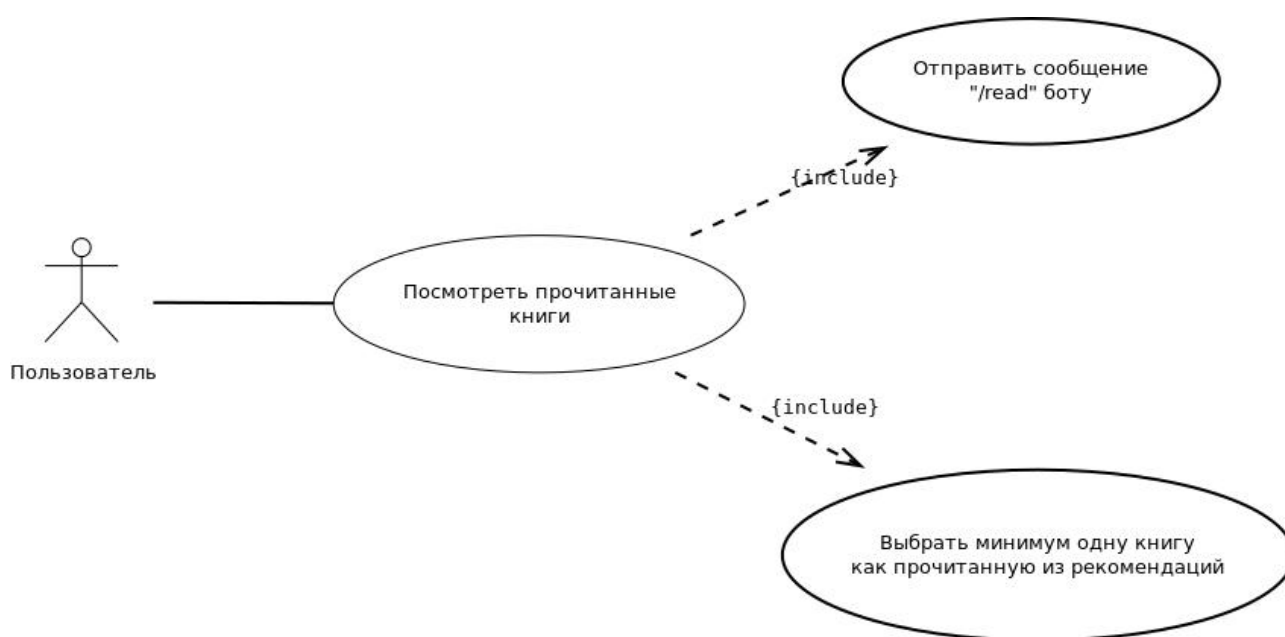 Отправить сообщение
"/read" боту
{include}
Посмотреть прочитанные
книги
Пользователь
{include}
Выбрать минимум одну книгу
как прочитанную из рекомендаций